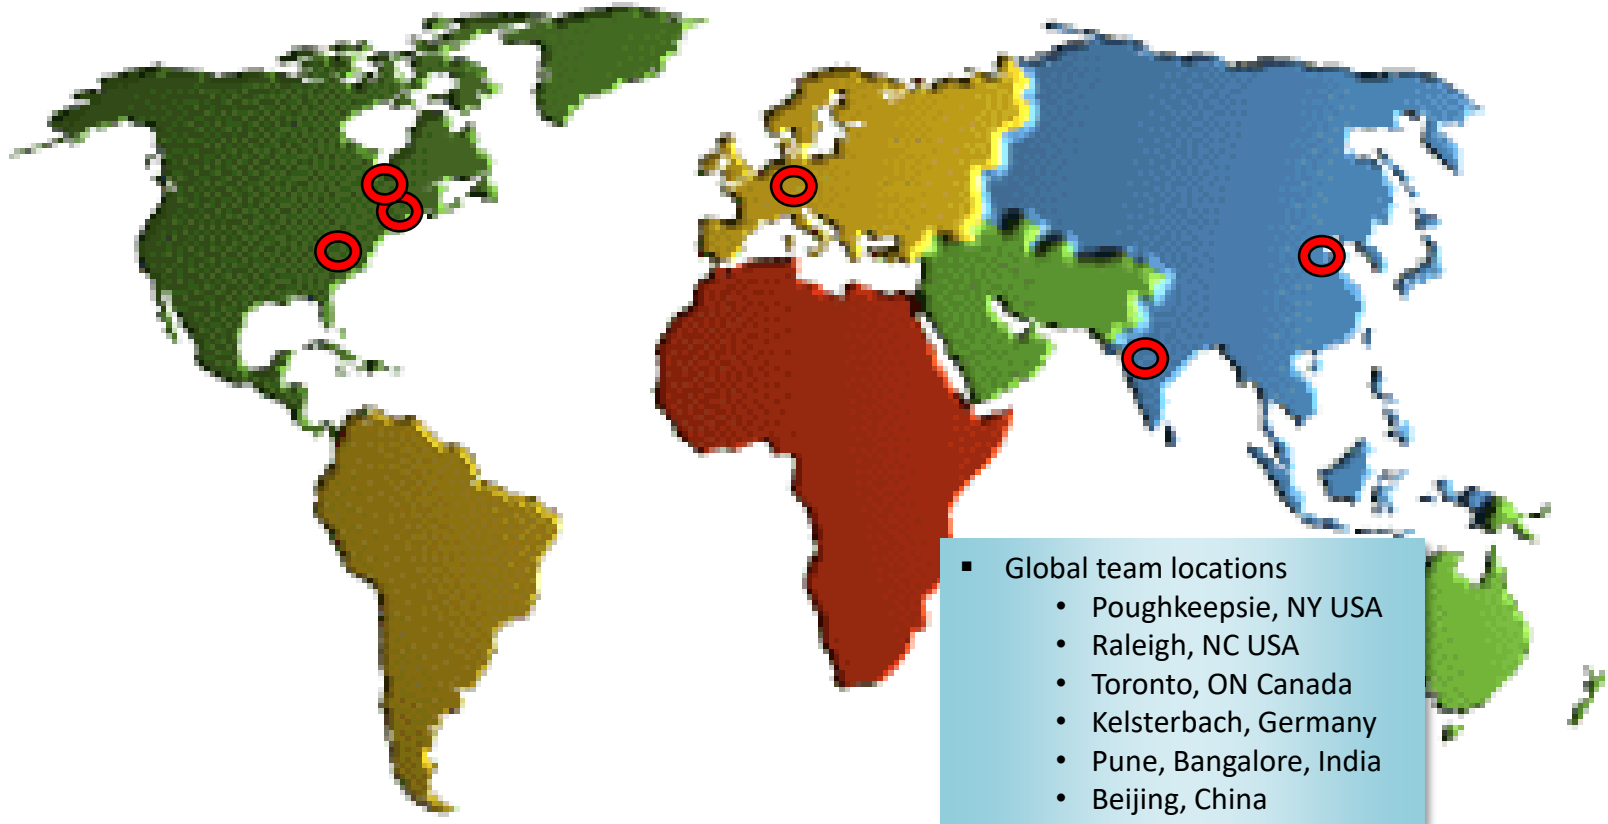 ▪ Global team locations
• Poughkeepsie, NY USA
• Raleigh, NC USA
• Toronto, ON Canada
• Kelsterbach, Germany
• Pune, Bangalore, India
• Beijing, China